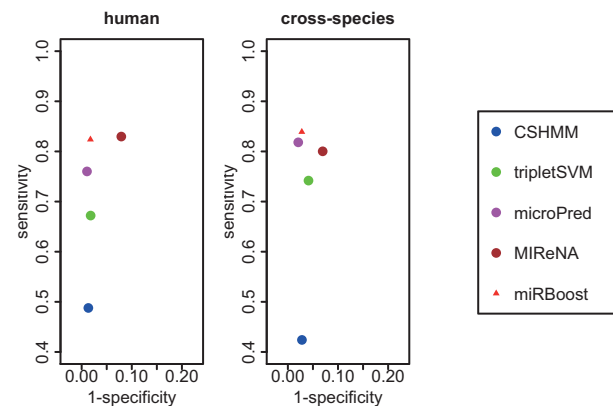 human
cross-species
sensitivity
1.0
0.9
0.8
0.7
0.6
0.5
0.4
0.00 0.10 0.20
1-specificity
sensitivity
1.0
0.9
0.8
0.7
0.6
0.5
0.4
0.00 0.10 0.20
1-specificity
CSHMM
tripletSVM
microPred
MIReNA
miRBoost